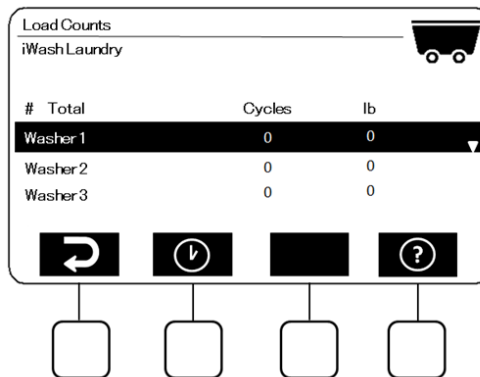 Load Counts
iWash Laundry
# Total Cycles lb
Washer 1 0 0
Washer 2 0 0
Washer 3 0 0
?